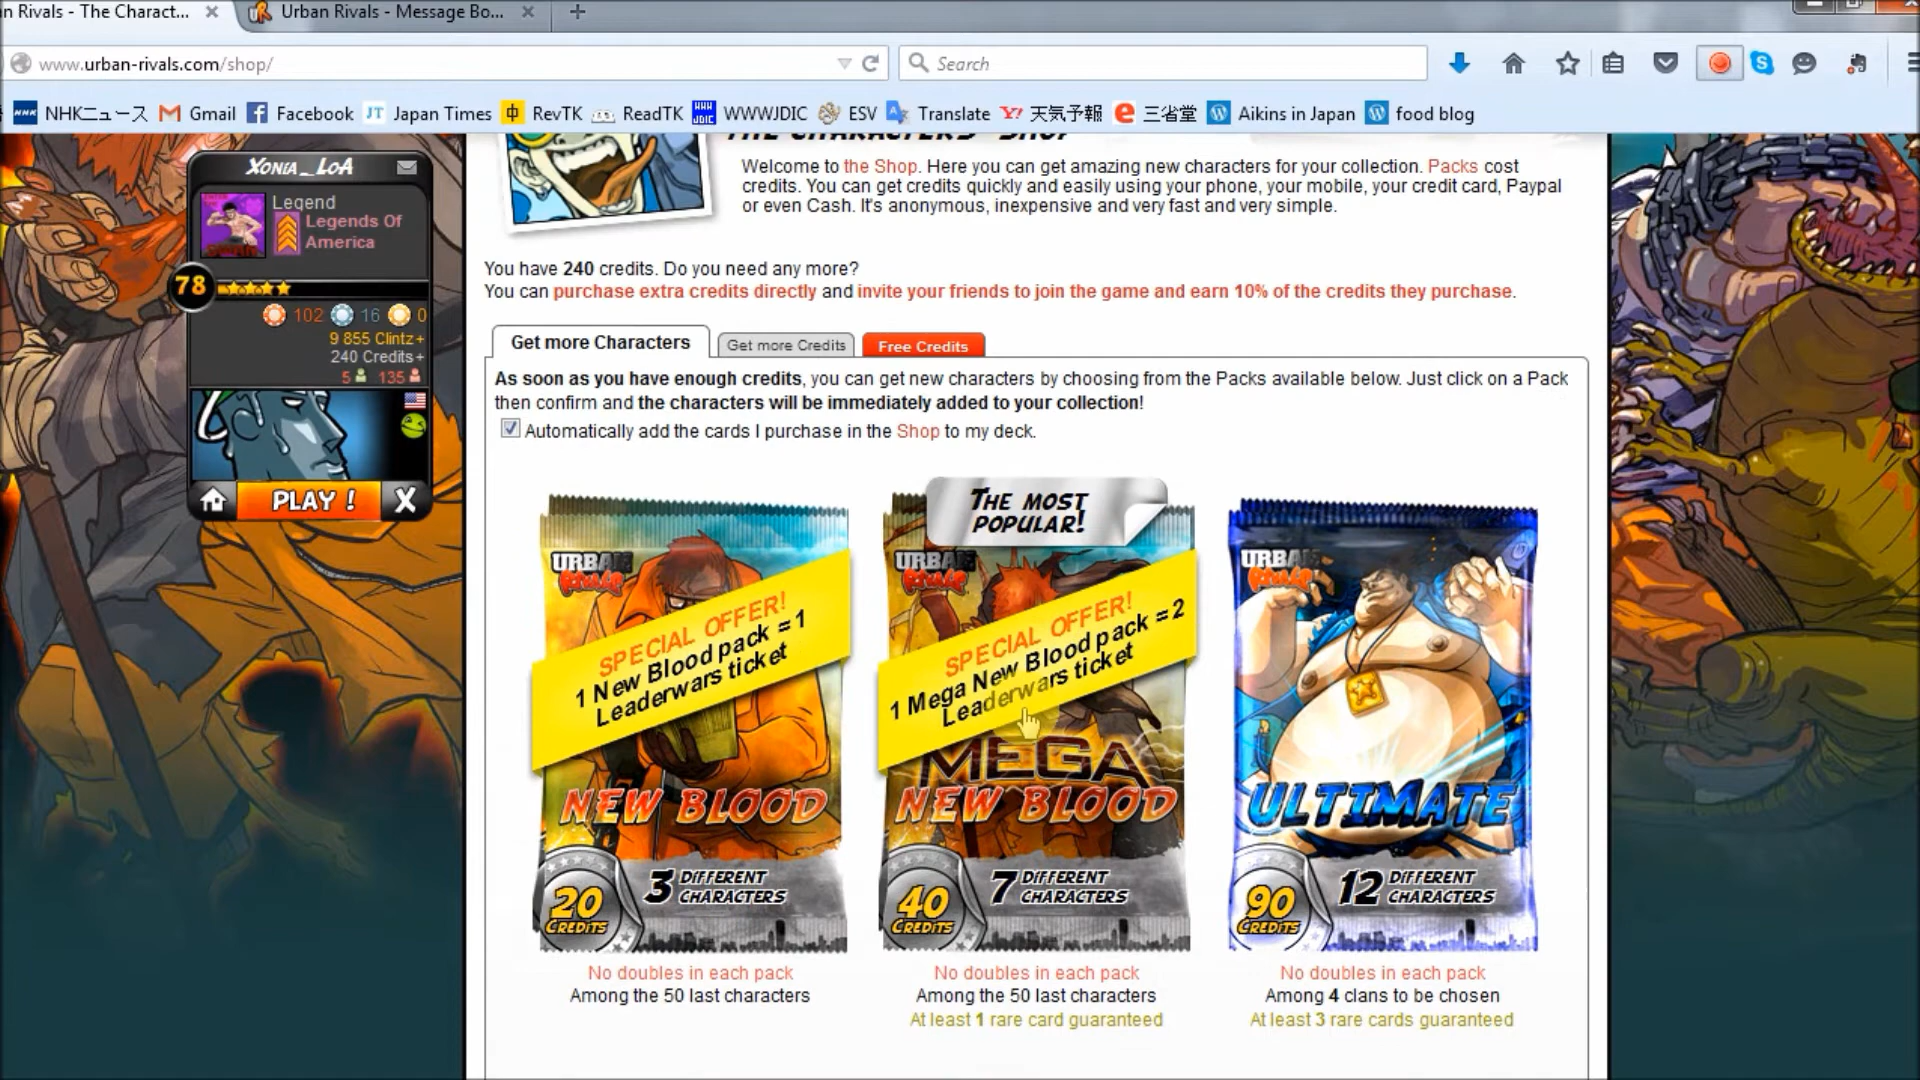 n Rivals - The Charact...
Urban Rivals - Message Bo...
www.urban-rivals.com/shop/
Search
NHKニュース
Gmail
Facebook
JT Japan Times
中 RevTK
ReadTK
WWW JDIC WWWJDIC
ESV
Translate
Y! 天気予報
e 三省堂
Aikins in Japan
food blog
THE CHARACTERS' SHOP
Welcome to the Shop. Here you can get amazing new characters for your collection. Packs cost
credits. You can get credits quickly and easily using your phone, your mobile, your credit card, Paypal
or even Cash. It's anonymous, inexpensive and very fast and very simple.
XONIA_LOA
Legend
Legends Of
America
78
102 16 0
9 855 Clintz+
240 Credits+
5 135
PLAY !
X
You have 240 credits. Do you need any more?
You can purchase extra credits directly and invite your friends to join the game and earn 10% of the credits they purchase.
Get more Characters
Get more Credits
Free Credits
As soon as you have enough credits, you can get new characters by choosing from the Packs available below. Just click on a Pack
then confirm and the characters will be immediately added to your collection!
Automatically add the cards I purchase in the Shop to my deck.
URBAN RIVALS
SPECIAL OFFER!
1 New Blood pack = 1
Leaderwars ticket
NEW BLOOD
20 CREDITS
3 DIFFERENT CHARACTERS
No doubles in each pack
Among the 50 last characters
THE MOST
POPULAR!
URBAN RIVALS
SPECIAL OFFER!
1 Mega New Blood pack = 2
Leaderwars ticket
MEGA
NEW BLOOD
40 CREDITS
7 DIFFERENT CHARACTERS
No doubles in each pack
Among the 50 last characters
At least 1 rare card guaranteed
URBAN RIVALS
ULTIMATE
90 CREDITS
12 DIFFERENT CHARACTERS
No doubles in each pack
Among 4 clans to be chosen
At least 3 rare cards guaranteed